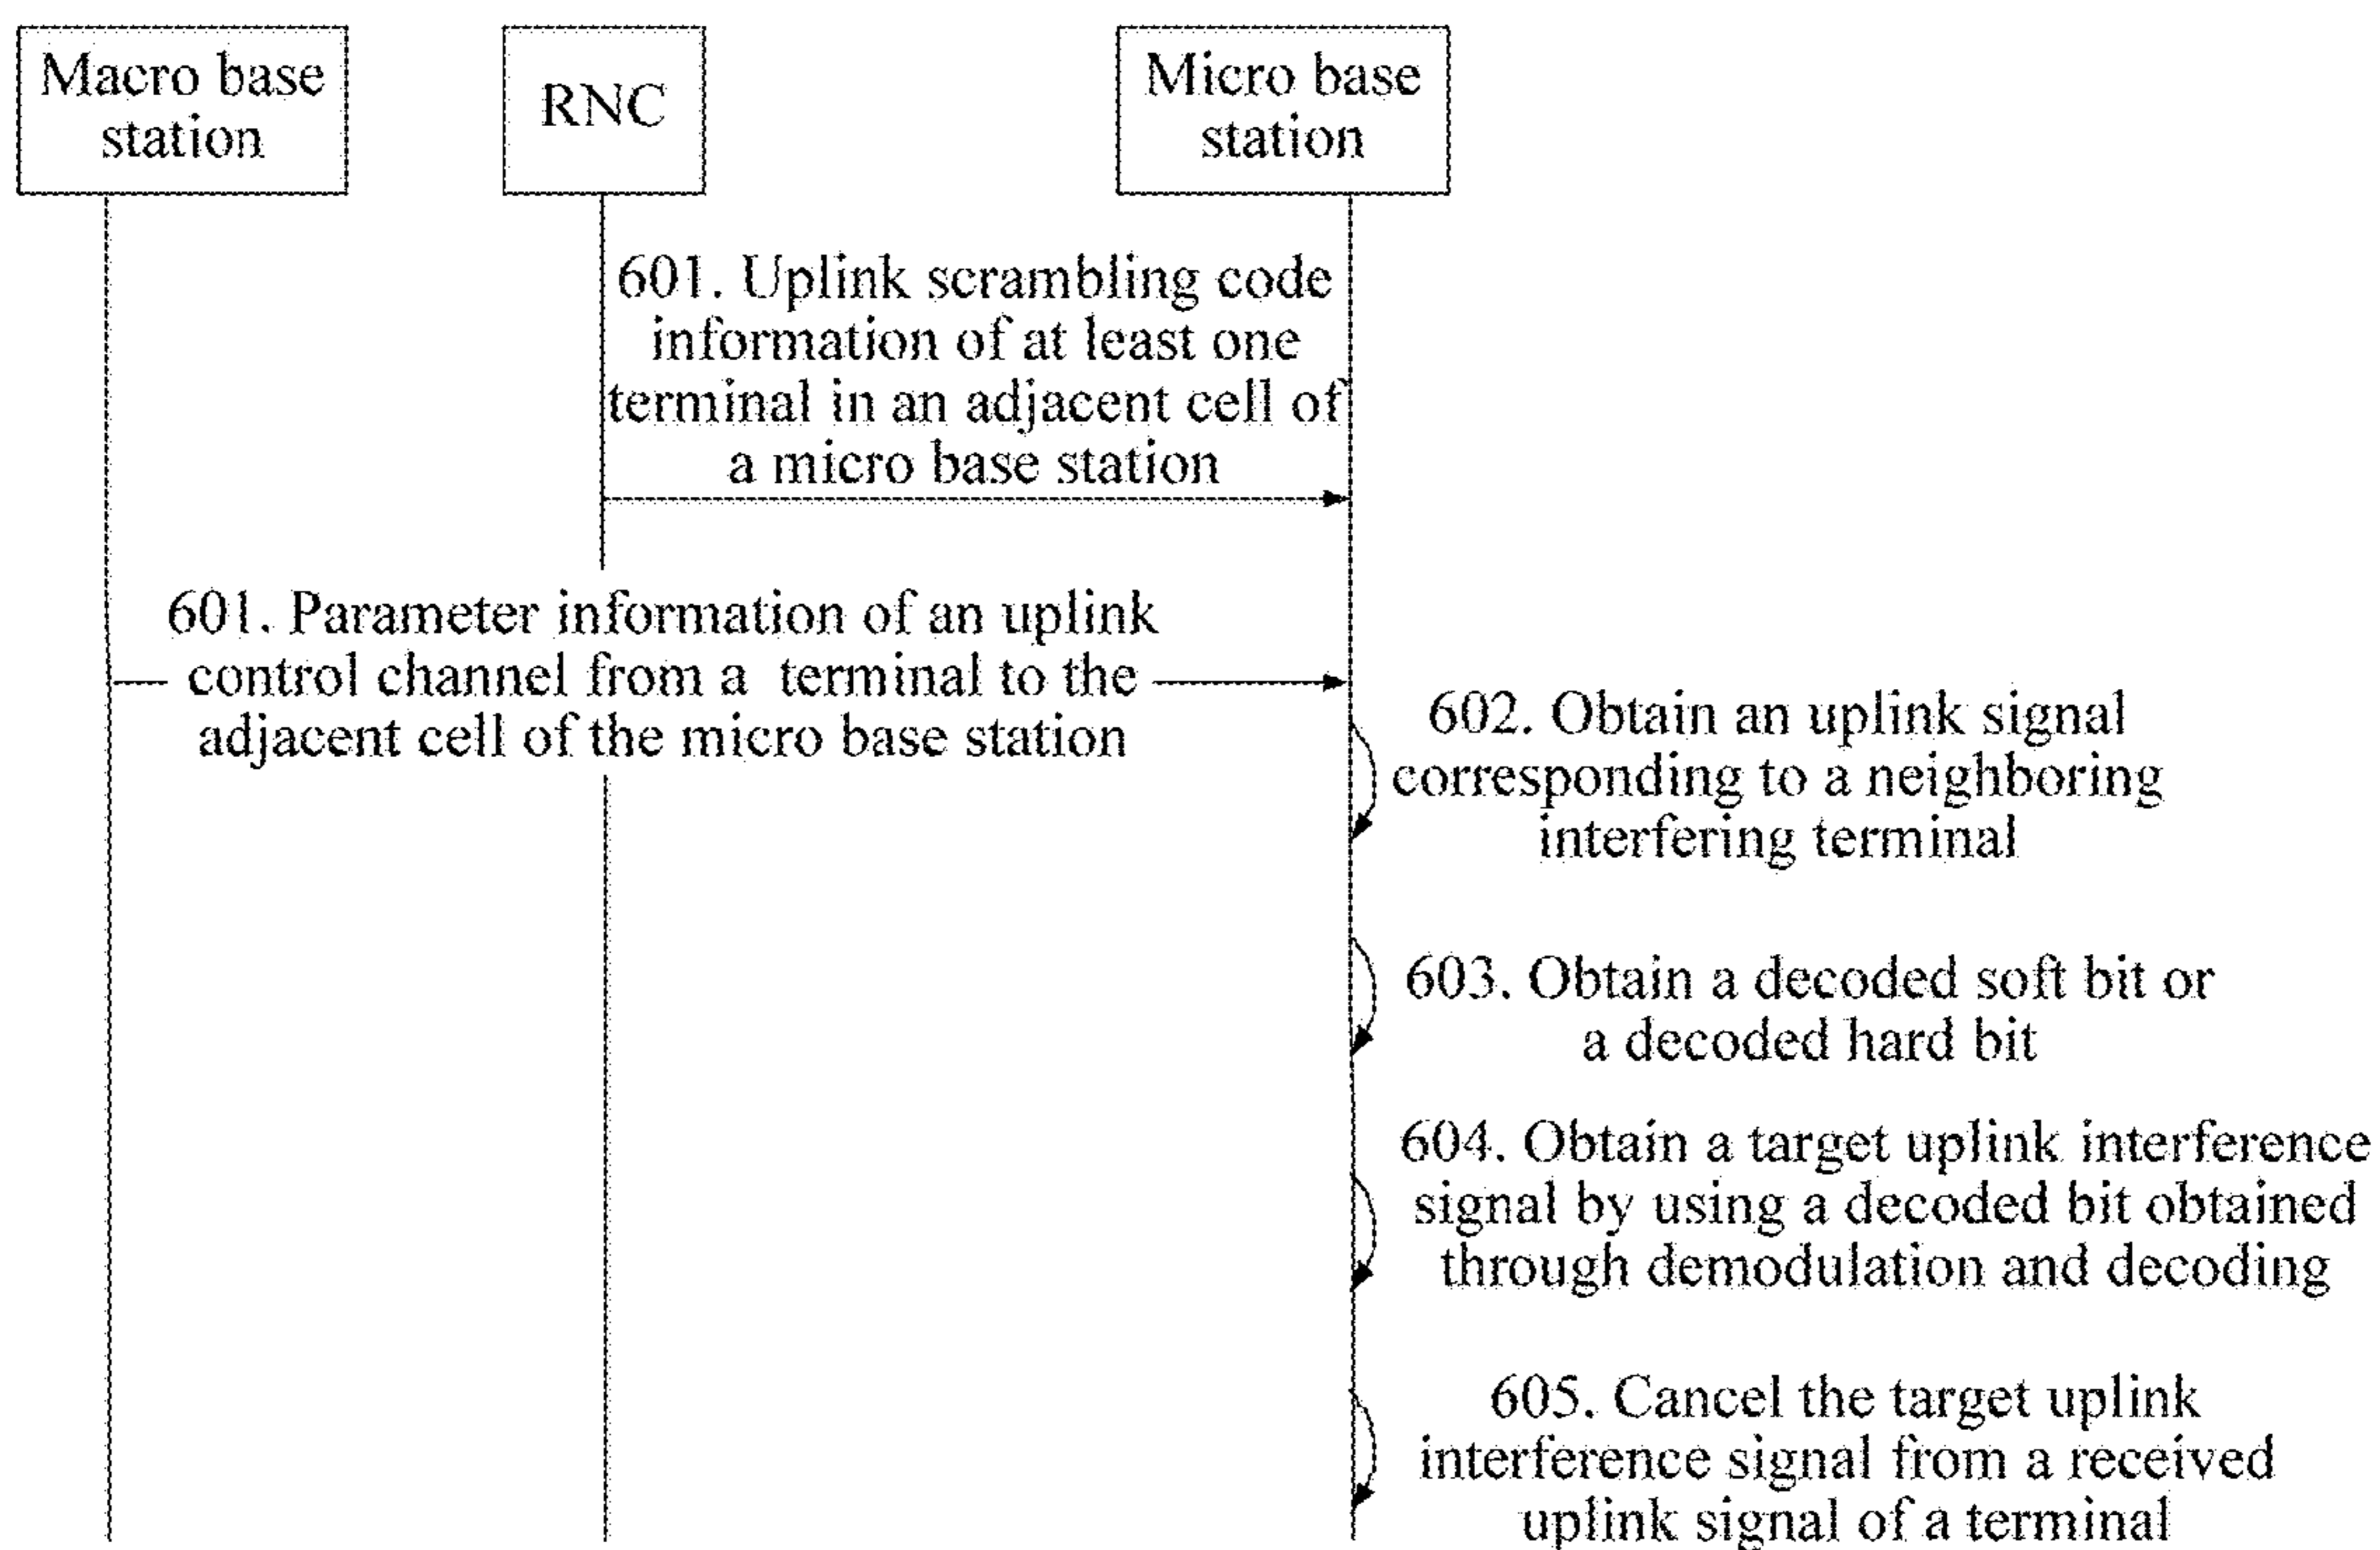 Macro base
station
RNC
Micro base
station
601. Uplink scrambling code
information of at least one
terminal in an adjacent cell of
a micro base station
601. Parameter information of an uplink
control channel from a terminal to the
adjacent cell of the micro base station
602. Obtain an uplink signal
corresponding to a neighboring
interfering terminal
603. Obtain a decoded soft bit or
a decoded hard bit
604. Obtain a target uplink interference
signal by using a decoded bit obtained
through demodulation and decoding
605. Cancel the target uplink
interference signal from a received
uplink signal of a terminal